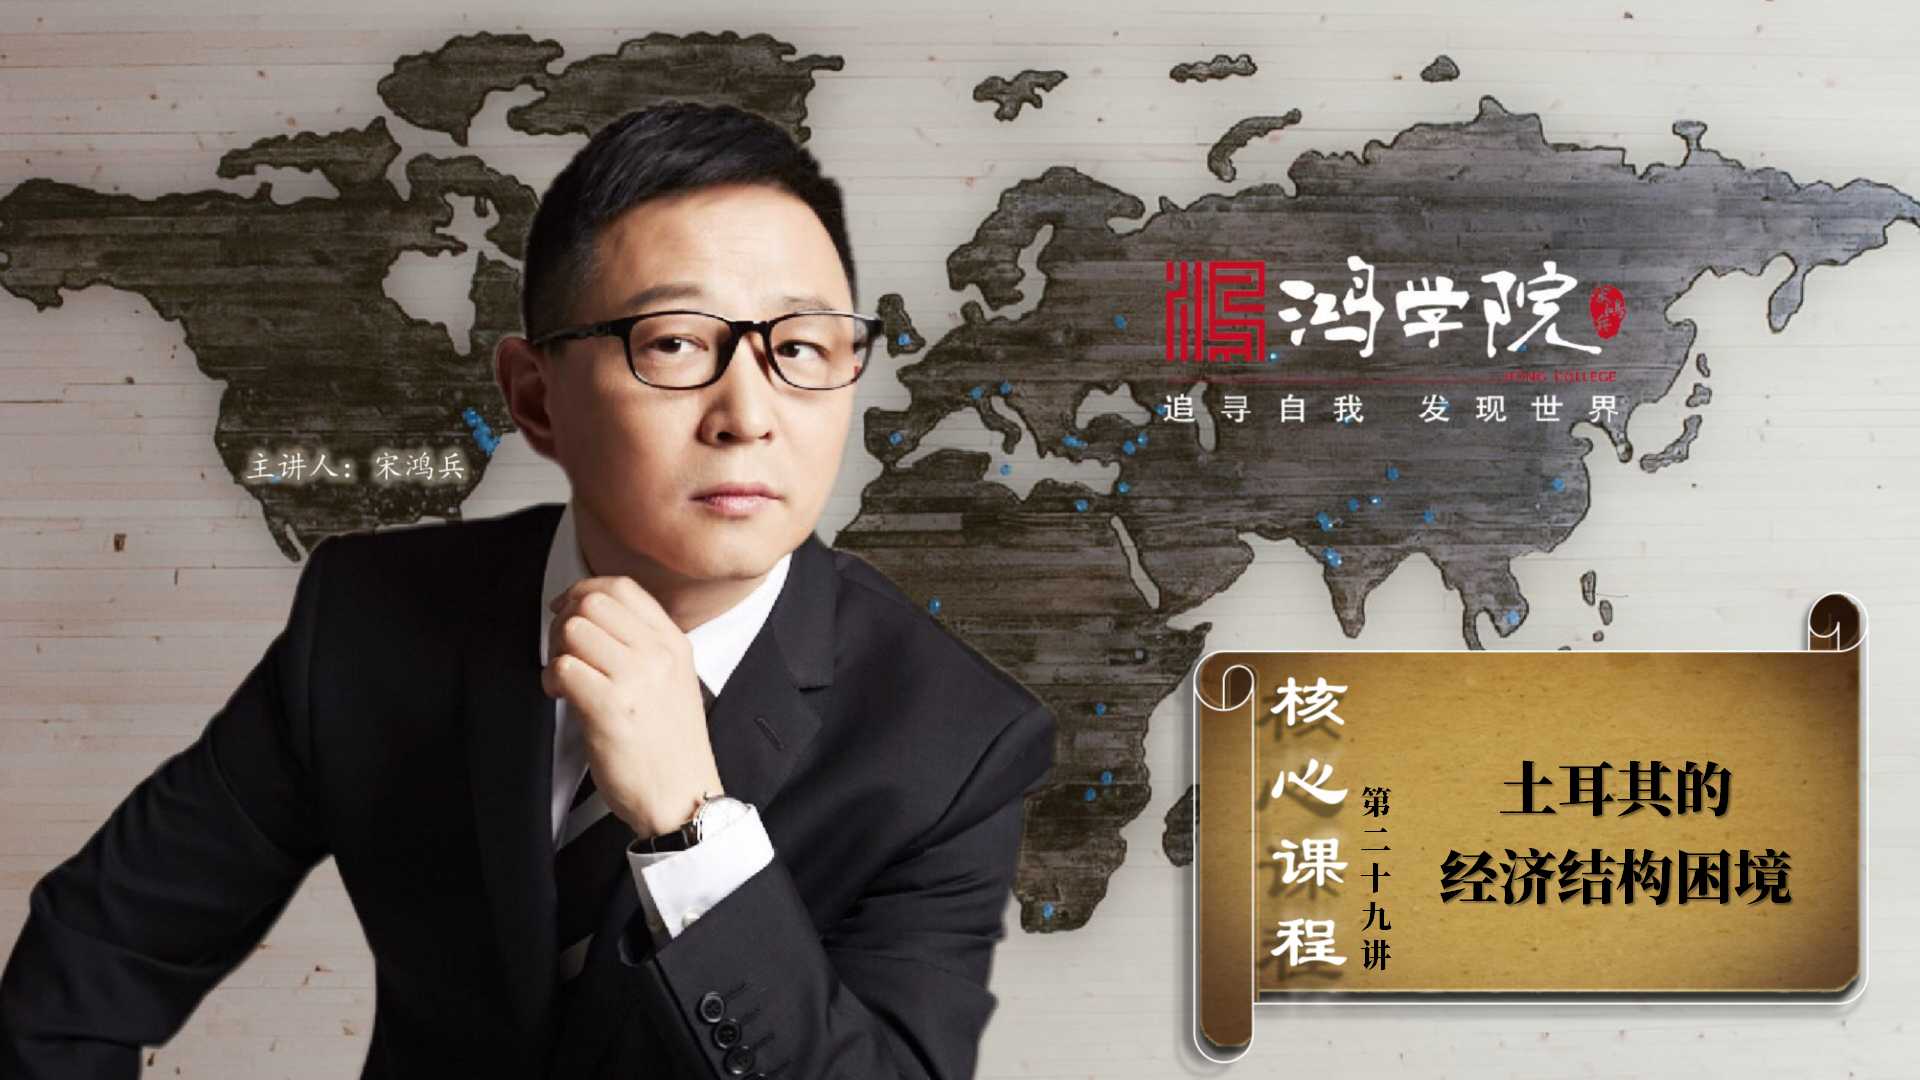 鸿学院
HONG COLLEGE
追寻自我 发现世界
主讲人：宋鸿兵
核心课程
第二十九讲
土耳其的
经济结构困境